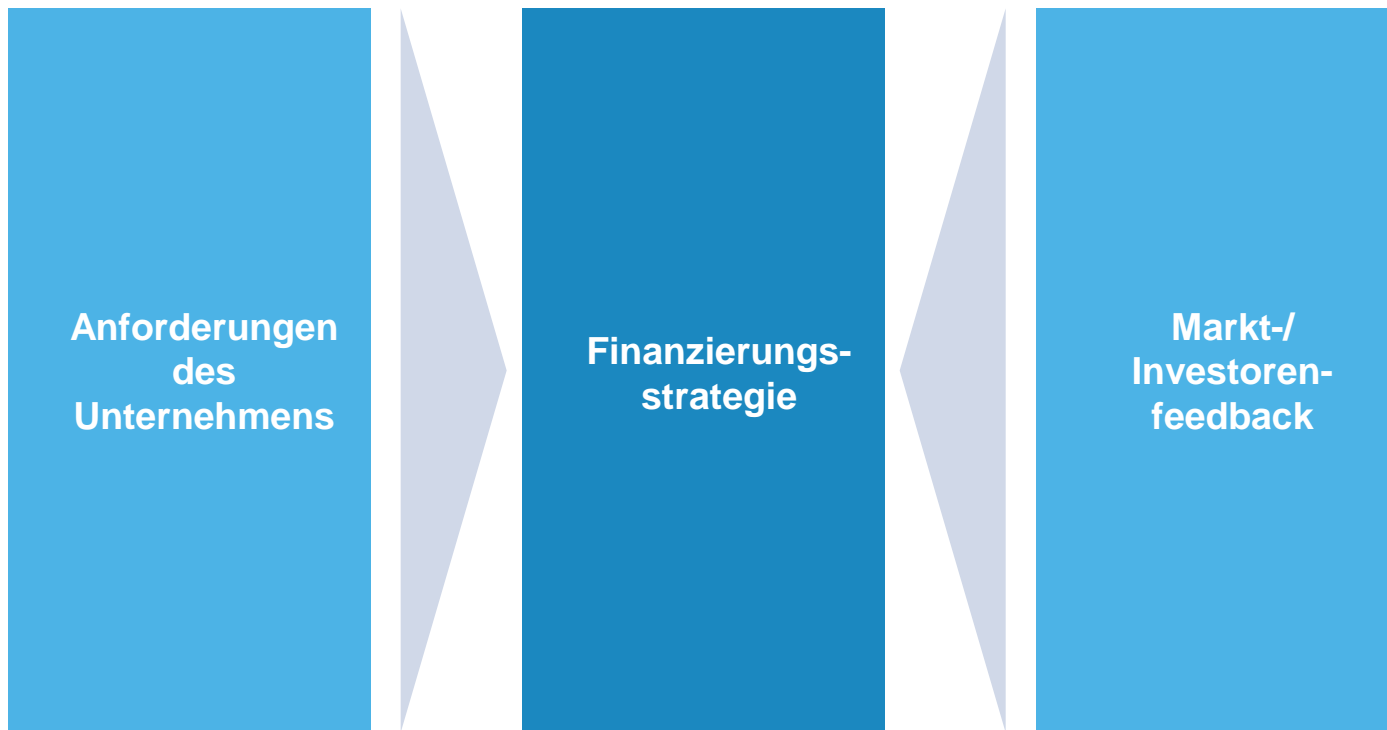 Anforderungen
des
Unternehmens
Finanzierungs-
strategie
Markt-/
Investoren-
feedback